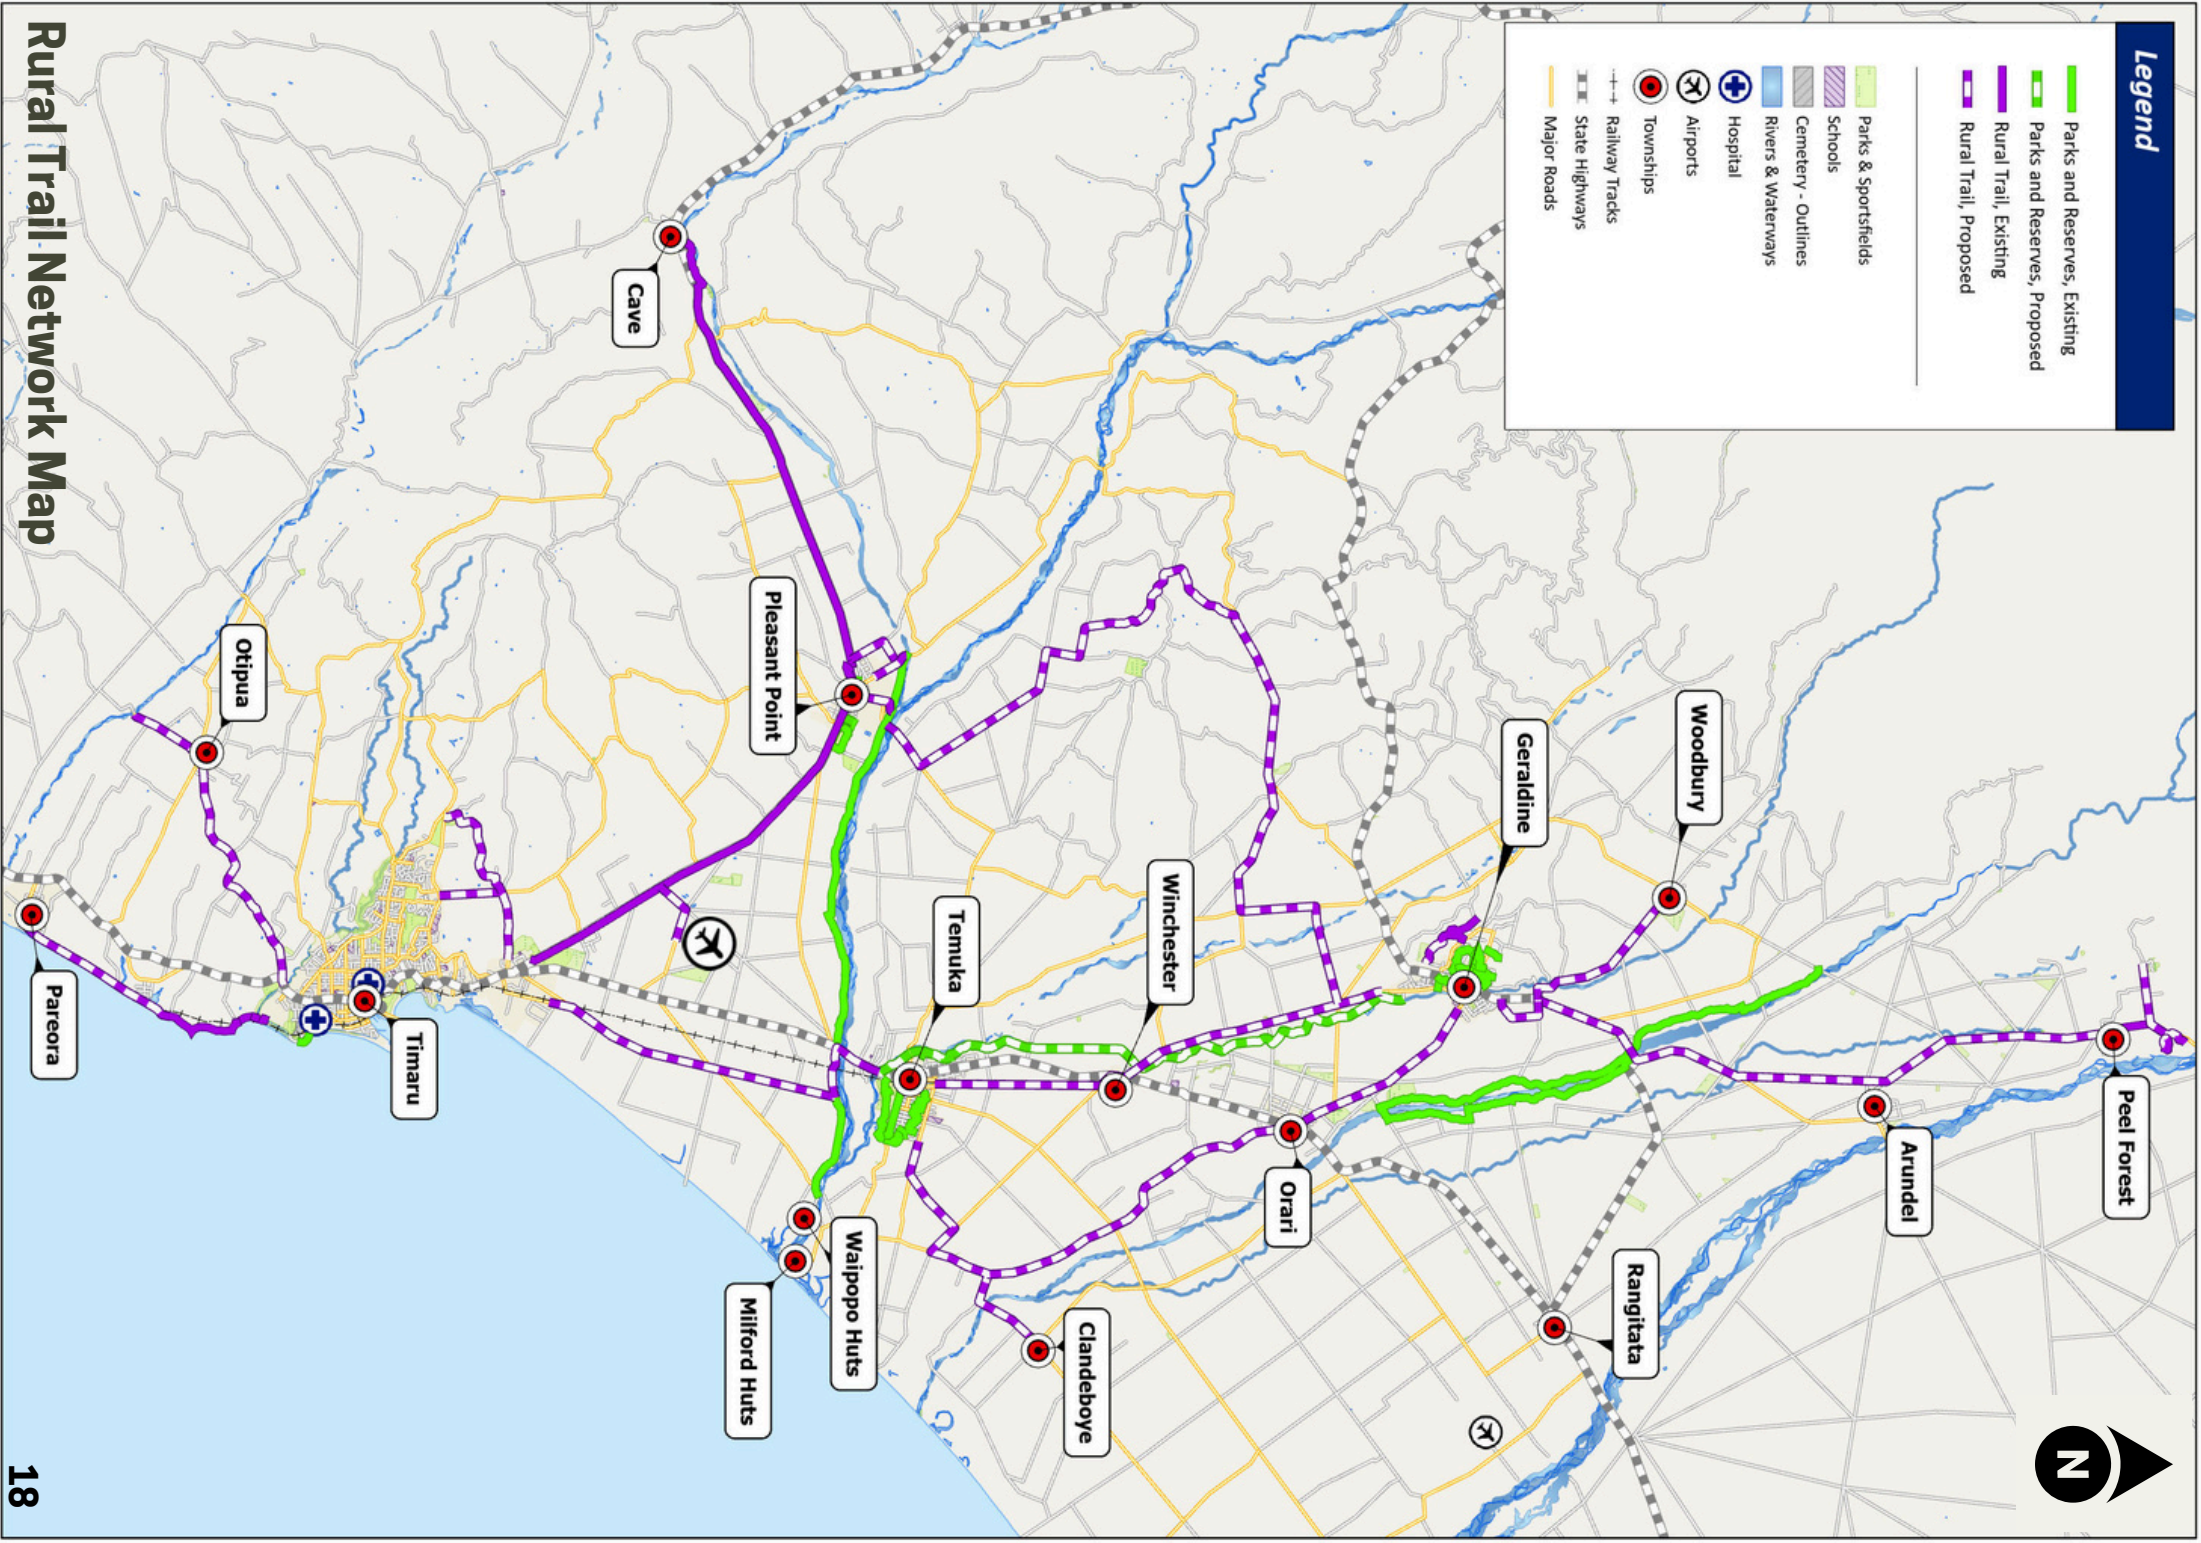 Legend
Parks and Reserves, Existing
Parks and Reserves, Proposed
Rural Trail, Existing
Rural Trail, Proposed
Parks & Sportsfields
Schools
Cemetery - Outlines
Rivers & Waterways
Hospital
Airports
Townships
Railway Tracks
State Highways
Major Roads
Peel Forest
Arundel
Woodbury
Rangitata
Geraldine
Orari
Winchester
Clandeboye
Temuka
Waipopo Huts
Milford Huts
Pleasant Point
Cave
Timaru
Otipua
Pareora
N
Rural Trail Network Map
18